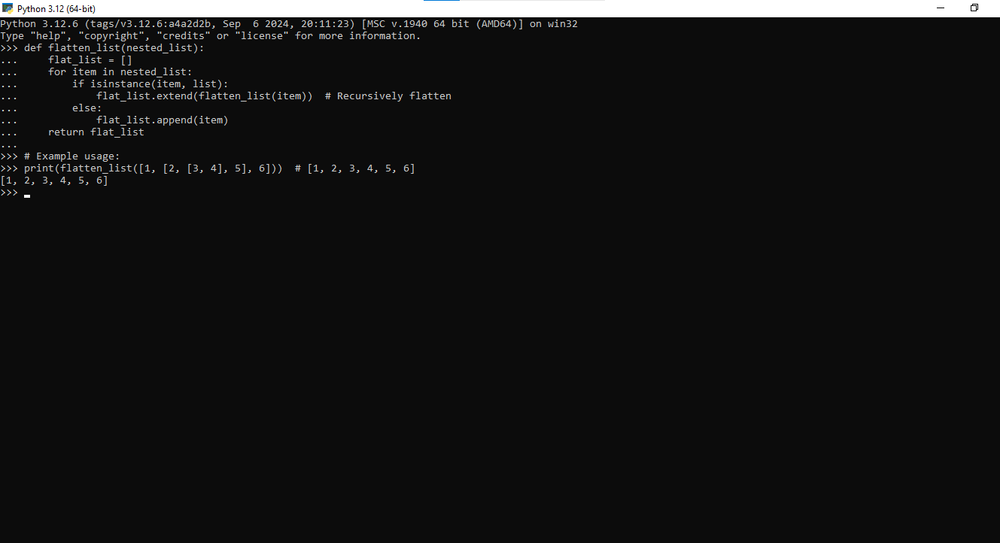 Python 3.12 (64-bit)
Python 3.12.6 (tags/v3.12.6:a4a2d2b, Sep  6 2024, 20:11:23) [MSC v.1940 64 bit (AMD64)] on win32
Type "help", "copyright", "credits" or "license" for more information.
>>> def flatten_list(nested_list):
...     flat_list = []
...     for item in nested_list:
...         if isinstance(item, list):
...             flat_list.extend(flatten_list(item))  # Recursively flatten
...         else:
...             flat_list.append(item)
...     return flat_list
...
>>> # Example usage:
>>> print(flatten_list([1, [2, [3, 4], 5], 6]))  # [1, 2, 3, 4, 5, 6]
[1, 2, 3, 4, 5, 6]
>>>